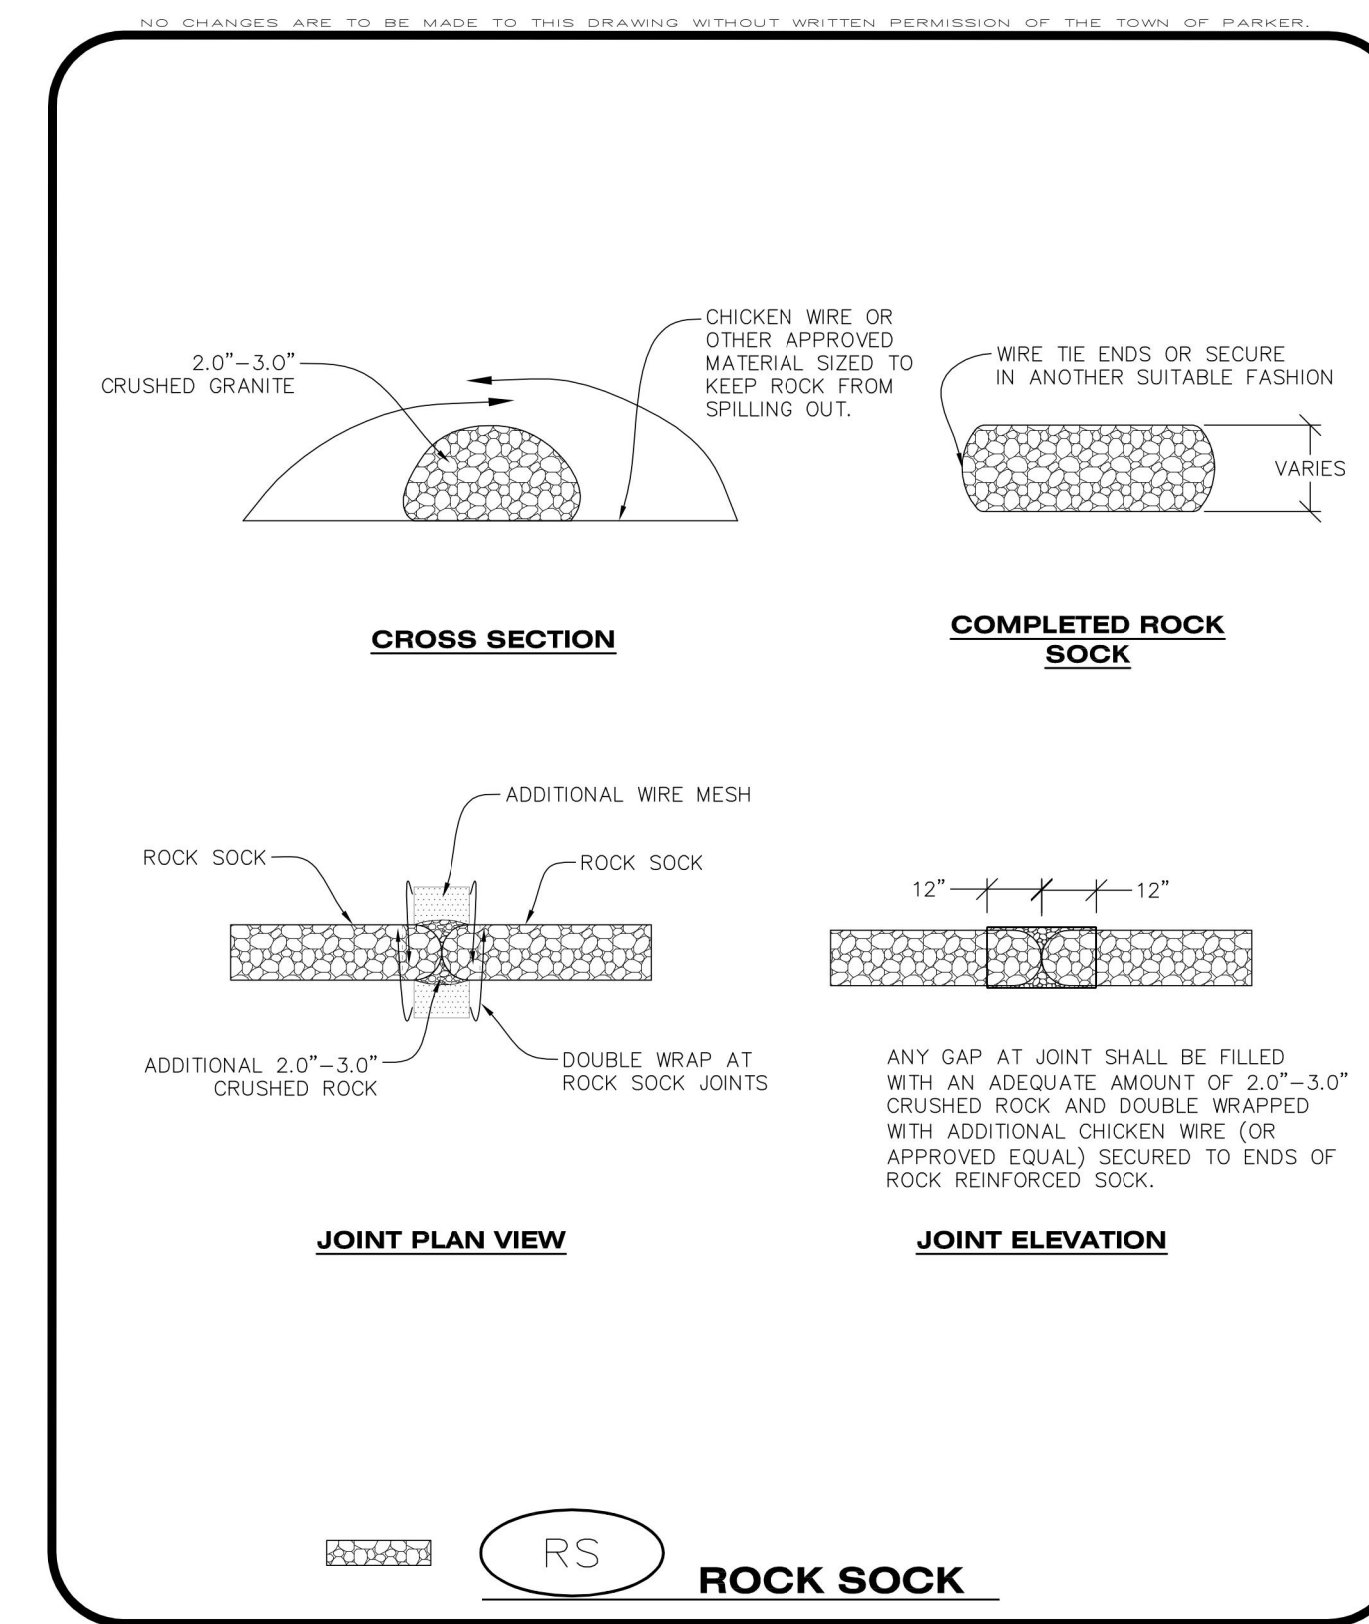 NO CHANGES ARE TO BE MADE TO THIS DRAWING WITHOUT WRITTEN PERMISSION OF THE TOWN OF PARKER.
2.0"–3.0"
CRUSHED GRANITE
CHICKEN WIRE OR
OTHER APPROVED
MATERIAL SIZED TO
KEEP ROCK FROM
SPILLING OUT.
CROSS SECTION
WIRE TIE ENDS OR SECURE
IN ANOTHER SUITABLE FASHION
VARIES
COMPLETED ROCK
SOCK
ADDITIONAL WIRE MESH
ROCK SOCK
ROCK SOCK
ADDITIONAL 2.0"–3.0"
CRUSHED ROCK
DOUBLE WRAP AT
ROCK SOCK JOINTS
JOINT PLAN VIEW
12"
12"
ANY GAP AT JOINT SHALL BE FILLED
WITH AN ADEQUATE AMOUNT OF 2.0"–3.0"
CRUSHED ROCK AND DOUBLE WRAPPED
WITH ADDITIONAL CHICKEN WIRE (OR
APPROVED EQUAL) SECURED TO ENDS OF
ROCK REINFORCED SOCK.
JOINT ELEVATION
RS
ROCK SOCK